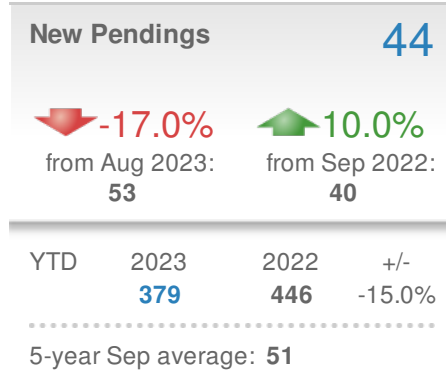 New Pendings 44
-17.0% 10.0%
from Aug 2023: from Sep 2022:
53 40
YTD 2023 2022 +/-
379 446 -15.0%
5-year Sep average: 51